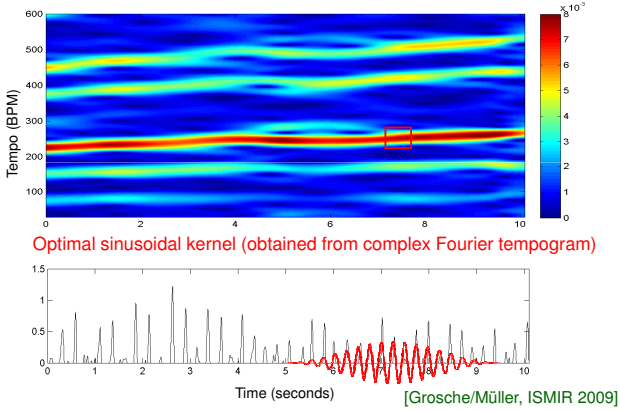 x 10⁻³
600
500
400
300
200
100
Tempo (BPM)
0 2 4 6 8 10
8
7
6
5
4
3
2
1
0
Optimal sinusoidal kernel (obtained from complex Fourier tempogram)
1.5
1
0.5
0
0 1 2 3 4 5 6 7 8 9 10
Time (seconds)
[Grosche/Müller, ISMIR 2009]